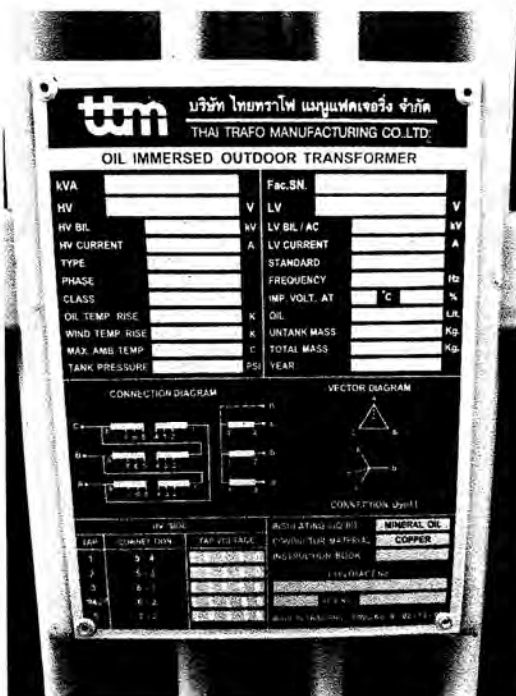 ttm
บริษัท ไทยทราโฟ แมนูแฟคเจอริ่ง จำกัด
THAI TRAFO MANUFACTURING CO.,LTD.
OIL IMMERSED OUTDOOR TRANSFORMER
kVA Fac.SN.
HV V LV V
HV BIL kV LV BIL / AC kV
HV CURRENT A LV CURRENT A
TYPE STANDARD
PHASE FREQUENCY Hz
CLASS IMP. VOLT. AT °C %
OIL TEMP. RISE K OIL Lit.
WIND TEMP. RISE K UNTANK MASS Kg.
MAX. AMB TEMP C TOTAL MASS Kg.
TANK PRESSURE PSI YEAR
CONNECTION DIAGRAM VECTOR DIAGRAM
C
B
A
CONNECTION Dyn11
HV SIDE INSULATING LIQUID MINERAL OIL
TAP CONNECTION TAP VOLTAGE CONDUCTOR MATERIAL COPPER
INSTRUCTION BOOK
1
2
3